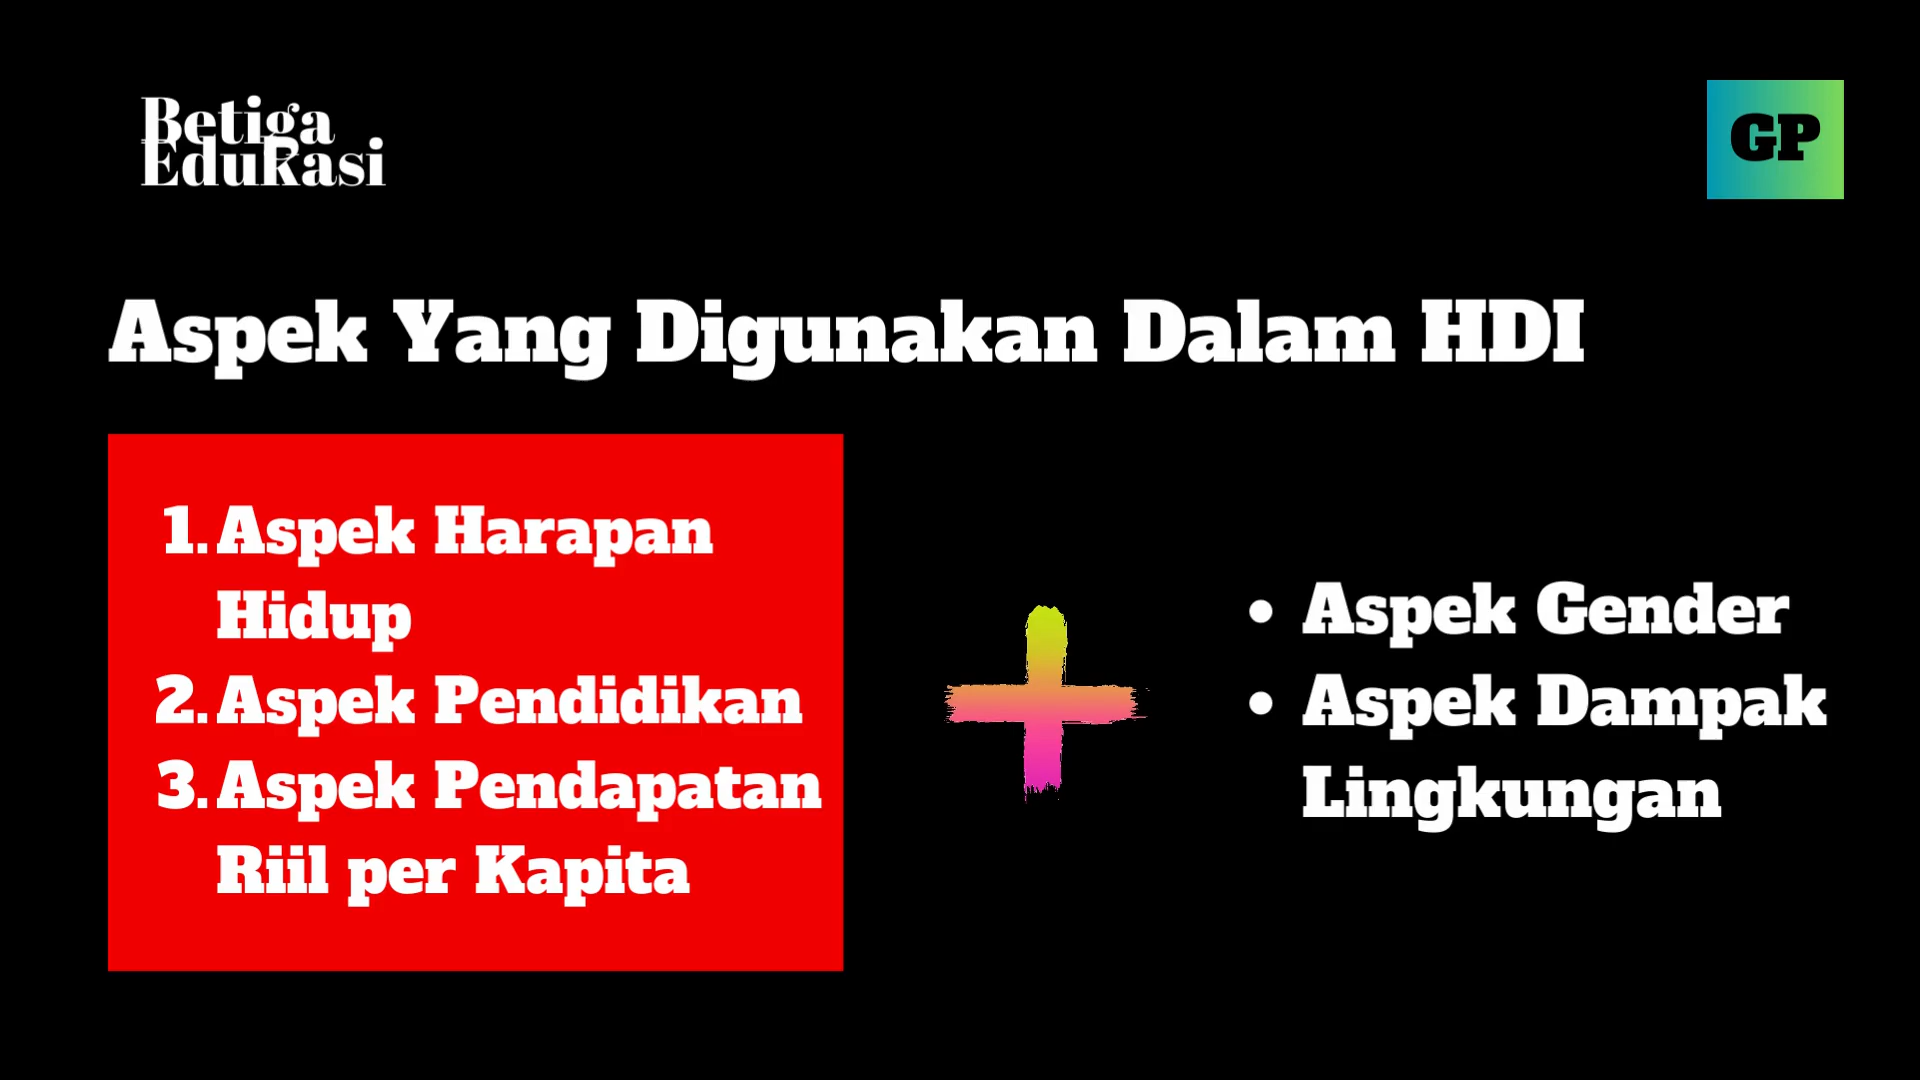 Betiga
Edukasi
GP
Aspek Yang Digunakan Dalam HDI
1. Aspek Harapan
Hidup
2. Aspek Pendidikan
3. Aspek Pendapatan
Riil per Kapita
• Aspek Gender
• Aspek Dampak
Lingkungan